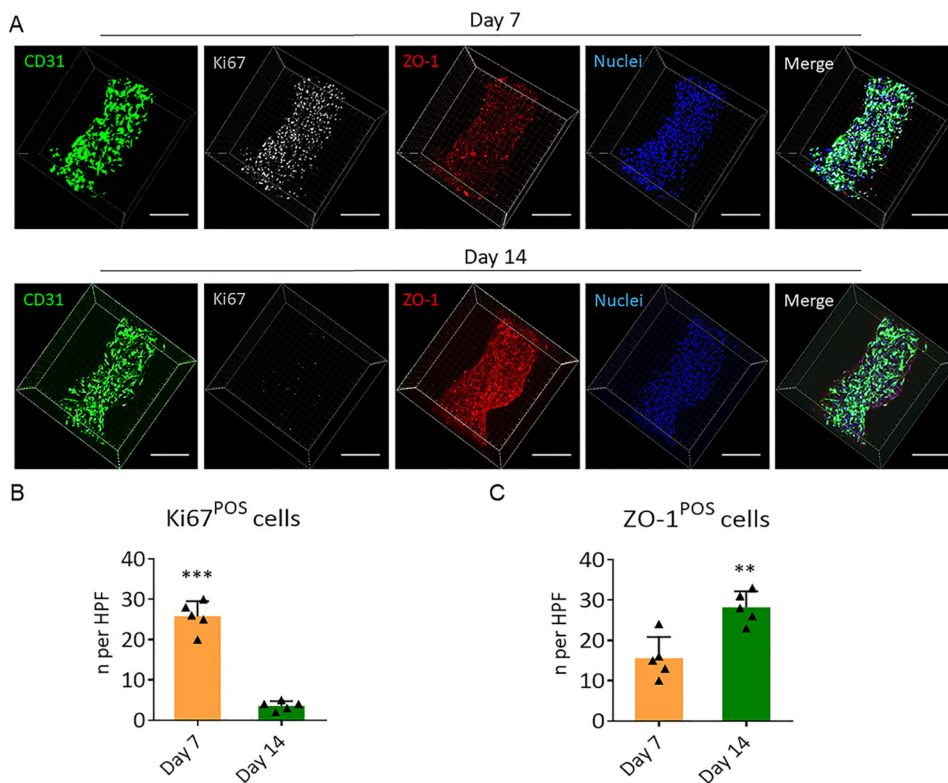 A
Day 7
CD31
Ki67
ZO-1
Nuclei
Merge
Day 14
CD31
Ki67
ZO-1
Nuclei
Merge
B
Ki67POS cells
n per HPF
40
30
20
10
0
***
Day 7
Day 14
C
ZO-1POS cells
n per HPF
40
30
20
10
0
**
Day 7
Day 14